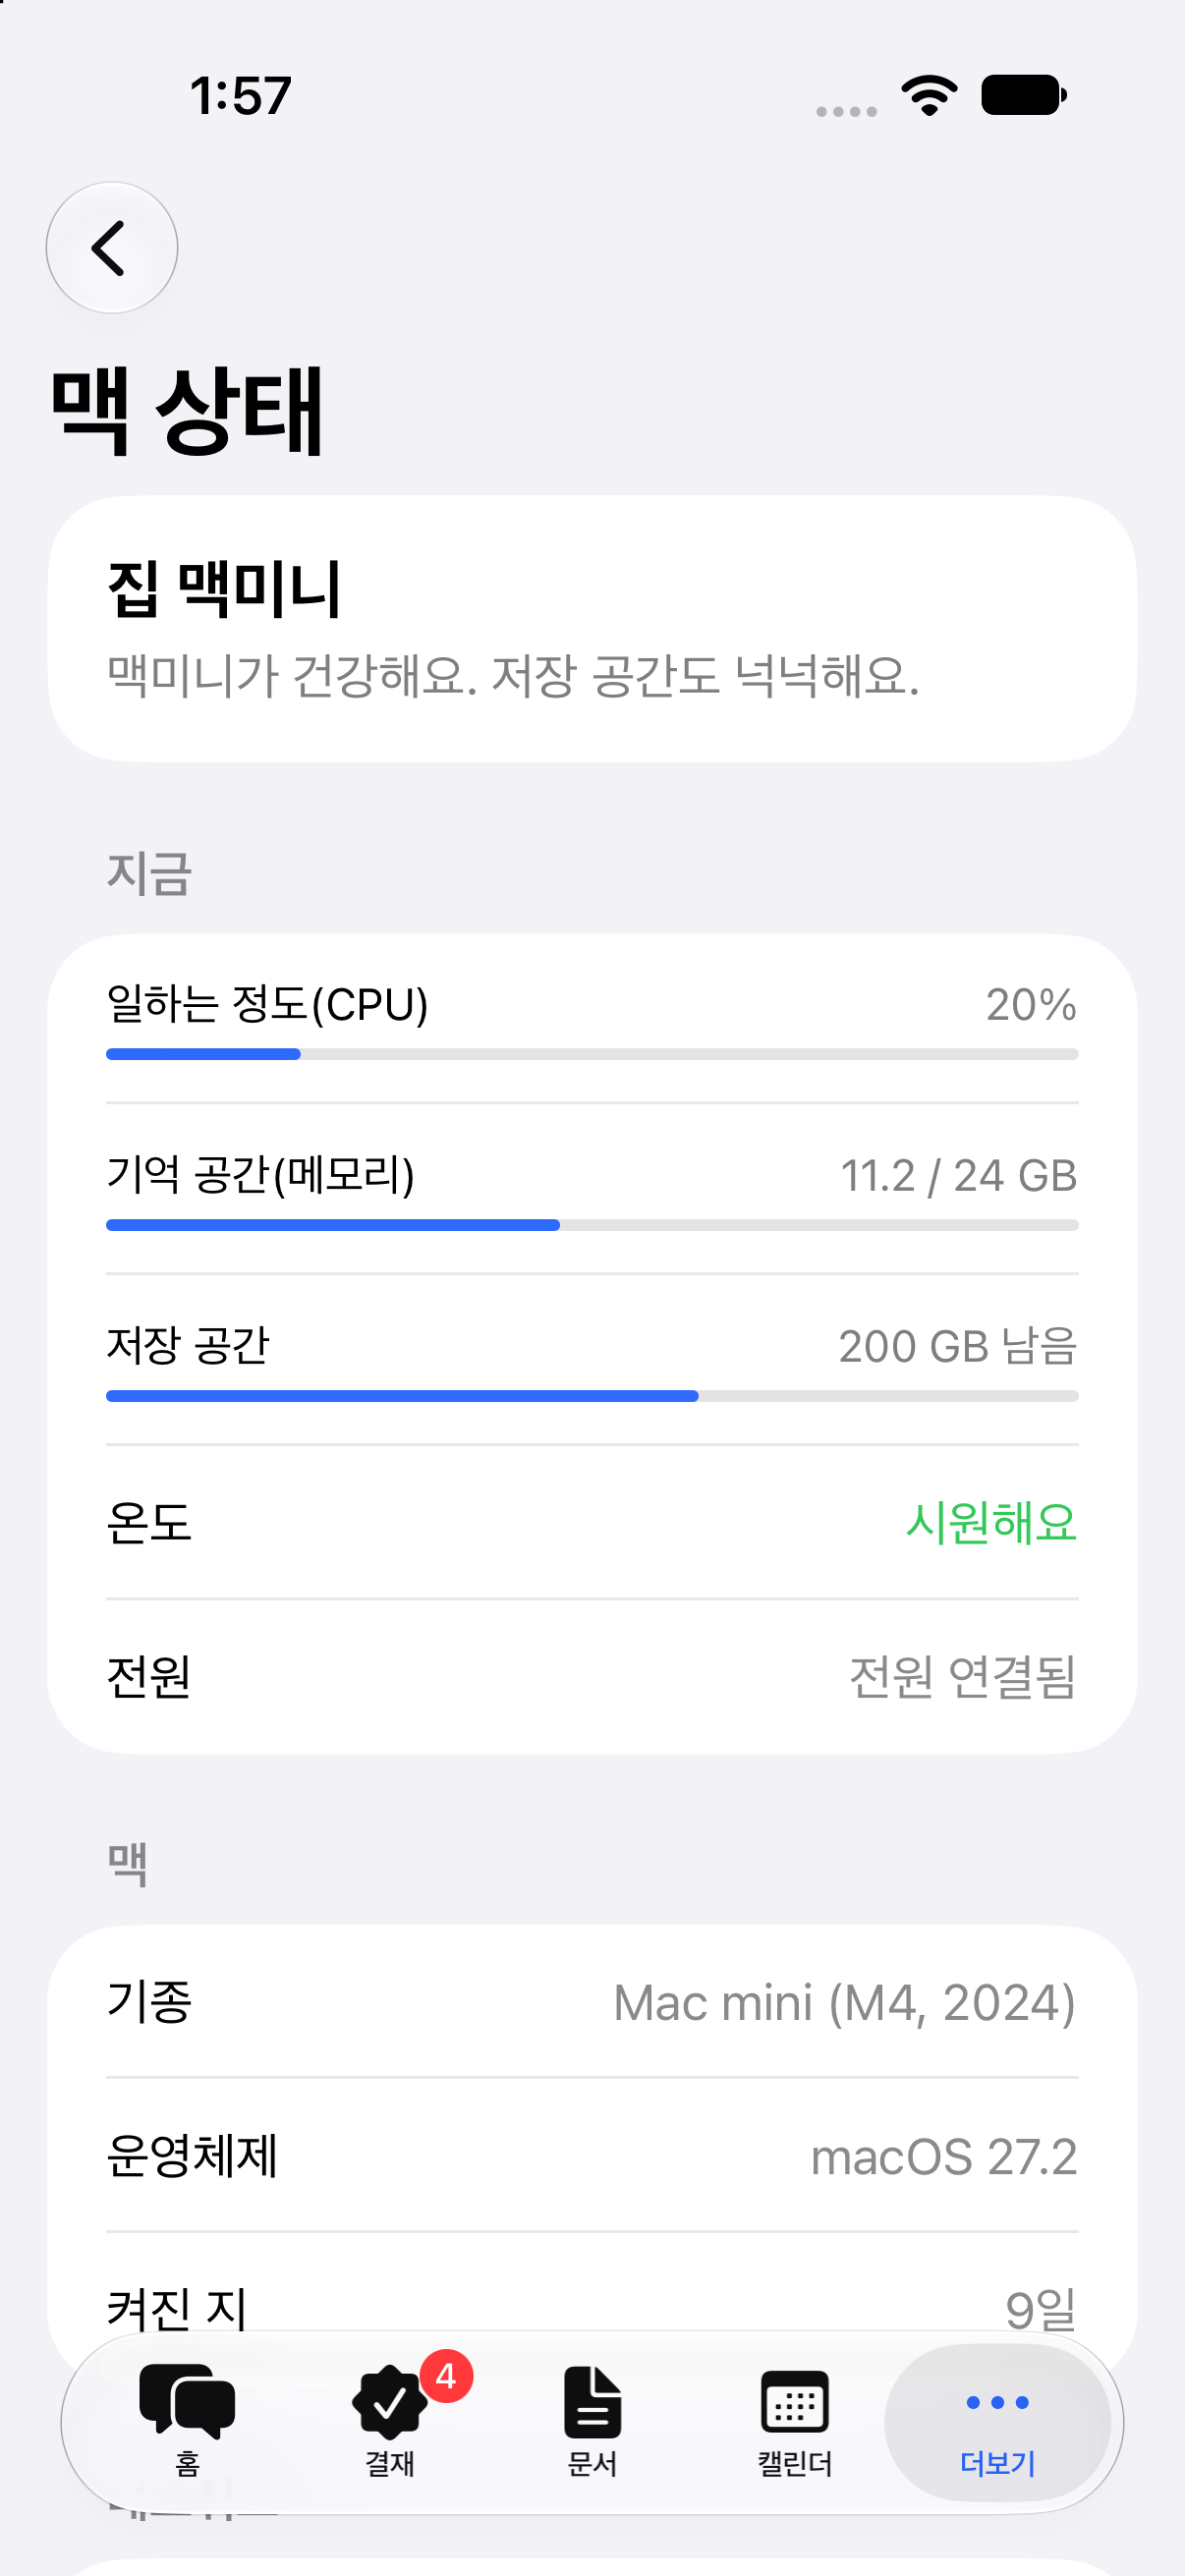 1:57
맥 상태
집 맥미니
맥미니가 건강해요. 저장 공간도 넉넉해요.
지금
일하는 정도(CPU) 20%
기억 공간(메모리) 11.2 / 24 GB
저장 공간 200 GB 남음
온도 시원해요
전원 전원 연결됨
맥
기종 Mac mini (M4, 2024)
운영체제 macOS 27.2
켜진 지 9일
4
홈 결재 문서 캘린더 더보기